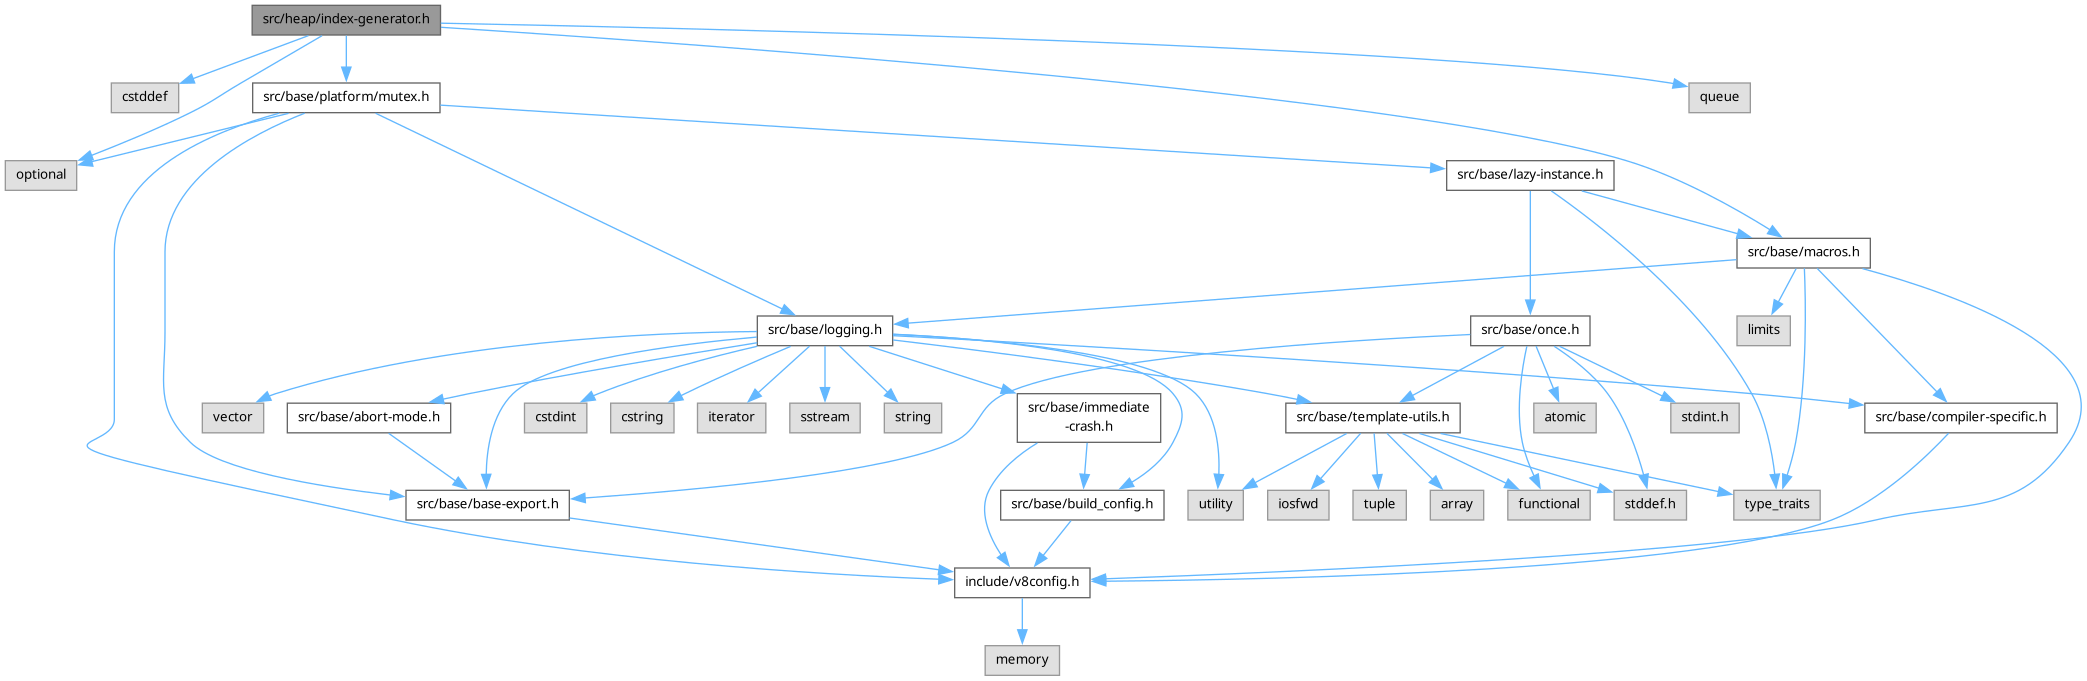 src/heap/index-generator.h
cstddef
src/base/platform/mutex.h
queue
optional
src/base/lazy-instance.h
src/base/macros.h
src/base/logging.h
src/base/once.h
limits
vector
src/base/abort-mode.h
cstdint
cstring
iterator
sstream
string
src/base/immediate
-crash.h
src/base/template-utils.h
atomic
stdint.h
src/base/compiler-specific.h
src/base/base-export.h
src/base/build_config.h
utility
iosfwd
tuple
array
functional
stddef.h
type_traits
include/v8config.h
memory